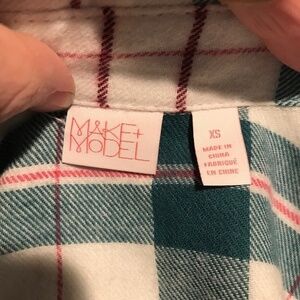 MAKE+
MODEL
XS
MADE IN
CHINA
FABRIQUÉ
EN CHINE